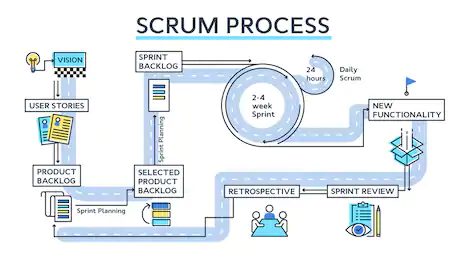 SCRUM PROCESS
VISION
USER STORIES
PRODUCT
BACKLOG
Sprint Planning
SELECTED
PRODUCT
BACKLOG
Sprint Planning
SPRINT
BACKLOG
2-4
week
Sprint
24
hours
Daily
Scrum
NEW
FUNCTIONALITY
SPRINT REVIEW
RETROSPECTIVE